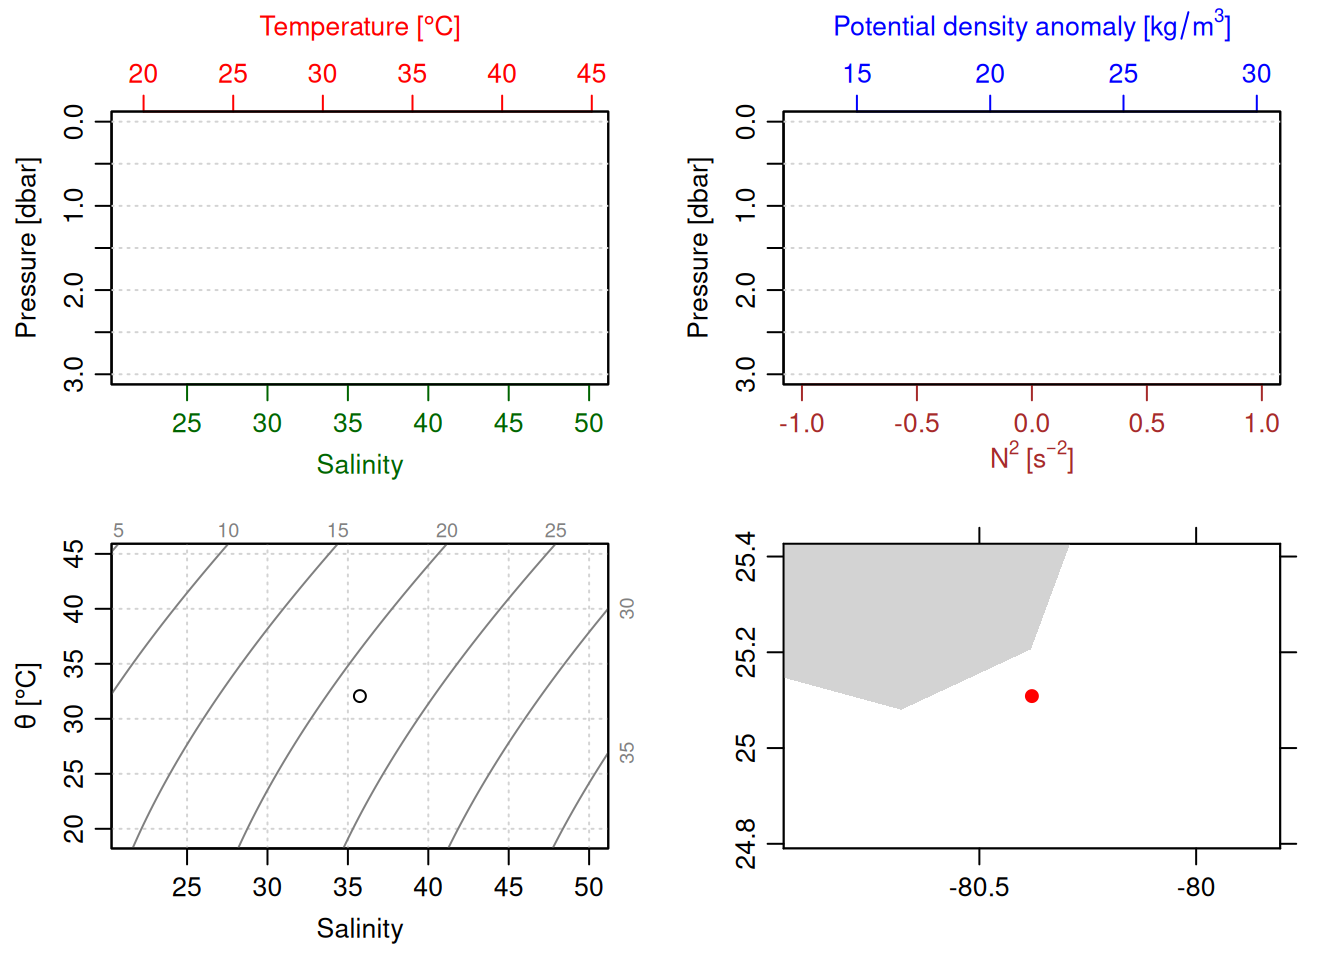 Temperature [°C]
20 25 30 35 40 45
Pressure [dbar]
0.0 1.0 2.0 3.0
25 30 35 40 45 50
Salinity
Potential density anomaly [kg/m³]
15 20 25 30
Pressure [dbar]
0.0 1.0 2.0 3.0
-1.0 -0.5 0.0 0.5 1.0
N² [s⁻²]
5 10 15 20 25
30
35
θ [°C]
45 40 35 30 25 20
25 30 35 40 45 50
Salinity
25.4 25.2 25 24.8
-80.5 -80